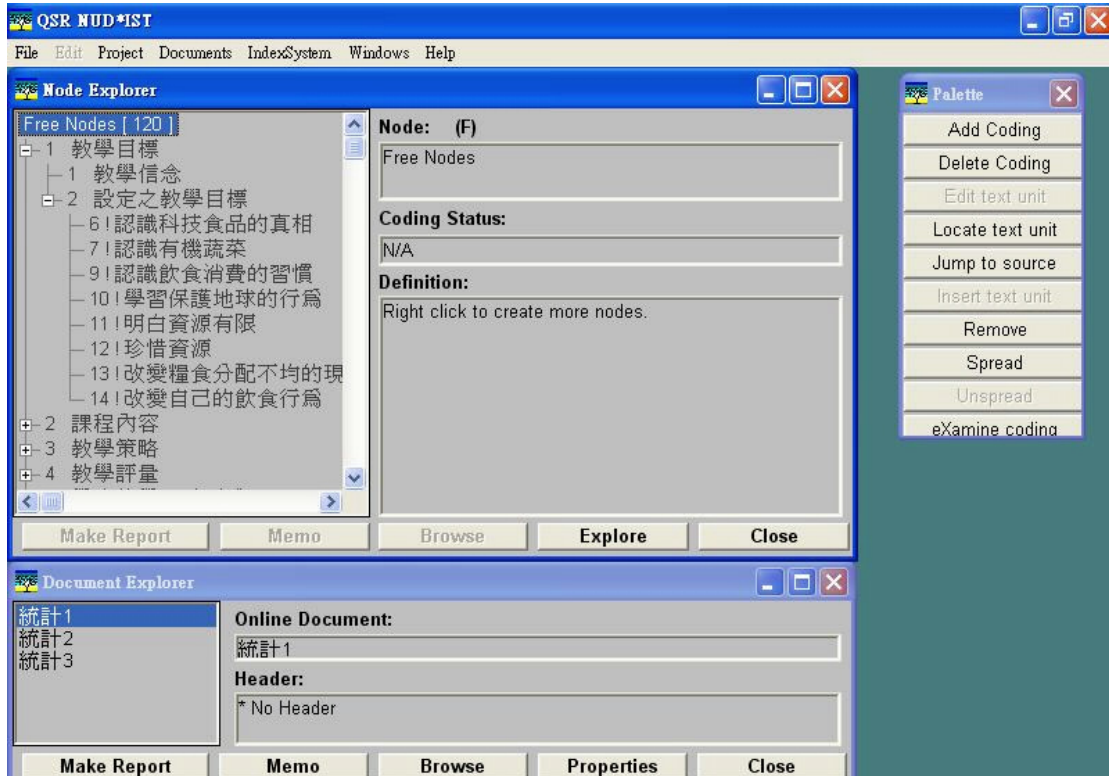 QSR NUD*IST
File Edit Project Documents IndexSystem Windows Help
Node Explorer
Free Nodes [ 120 ]
1 教學目標
1 教學信念
2 設定之教學目標
6!認識科技食品的真相
7!認識有機蔬菜
9!認識飲食消費的習慣
10!學習保護地球的行為
11!明白資源有限
12!珍惜資源
13!改變糧食分配不均的現
14!改變自己的飲食行為
2 課程內容
3 教學策略
4 教學評量
Node: (F)
Free Nodes
Coding Status:
N/A
Definition:
Right click to create more nodes.
Make Report Memo Browse Explore Close
Palette
Add Coding
Delete Coding
Edit text unit
Locate text unit
Jump to source
Insert text unit
Remove
Spread
Unspread
eXamine coding
Document Explorer
統計1
統計2
統計3
Online Document:
統計1
Header:
* No Header
Make Report Memo Browse Properties Close